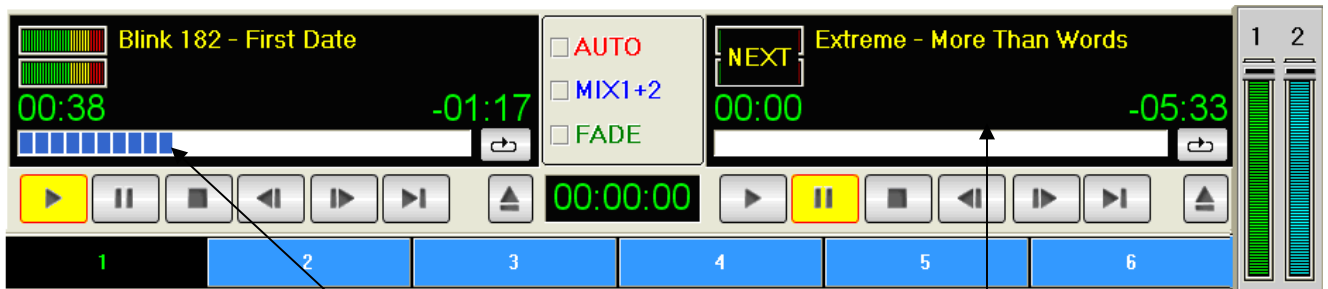 Blink 182 - First Date
00:38
-01:17
AUTO
MIX1+2
FADE
NEXT
Extreme - More Than Words
00:00
-05:33
1 2
00:00:00
1 2 3 4 5 6